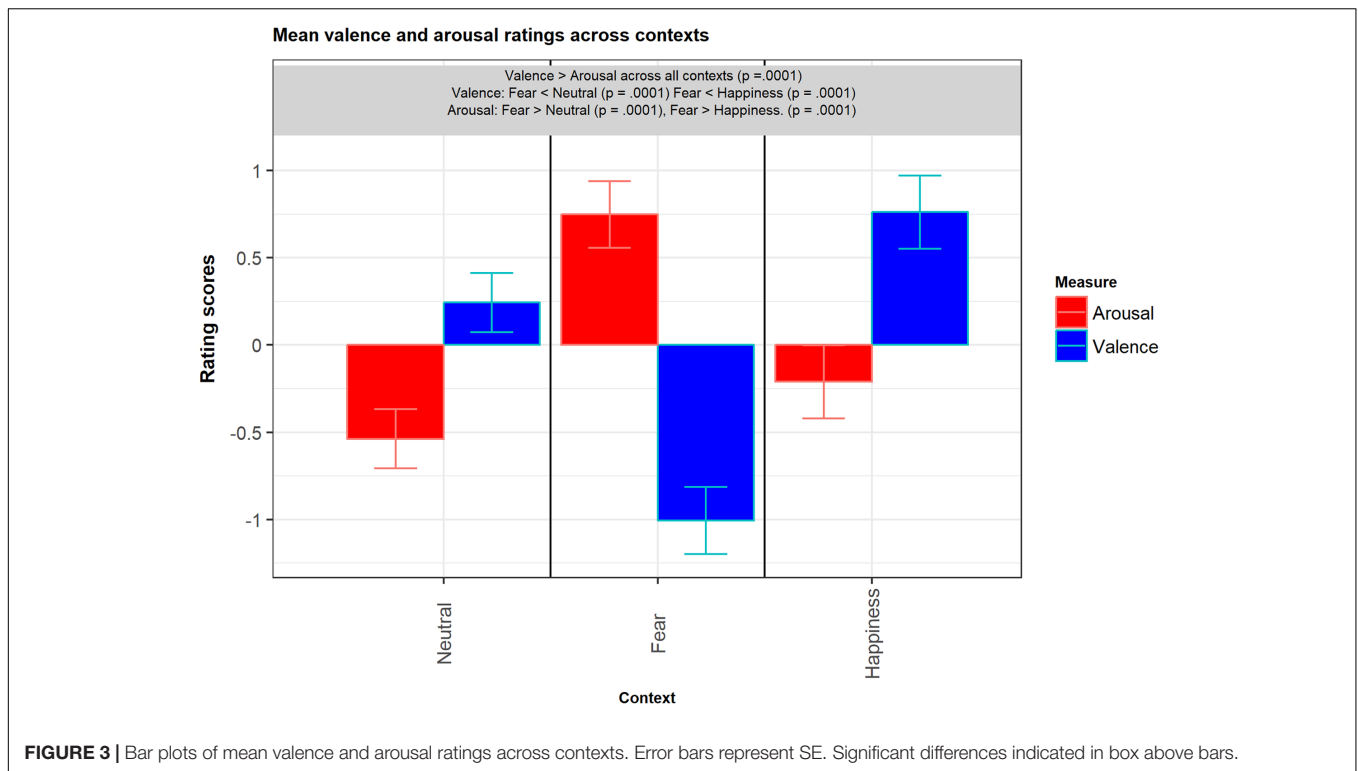 Mean valence and arousal ratings across contexts
Valence > Arousal across all contexts (p =.0001)
Valence: Fear < Neutral (p = .0001) Fear < Happiness (p = .0001)
Arousal: Fear > Neutral (p = .0001), Fear > Happiness. (p = .0001)
Rating scores
1
0.5
0
-0.5
-1
Neutral
Fear
Happiness
Context
Measure
Arousal
Valence
FIGURE 3 | Bar plots of mean valence and arousal ratings across contexts. Error bars represent SE. Significant differences indicated in box above bars.